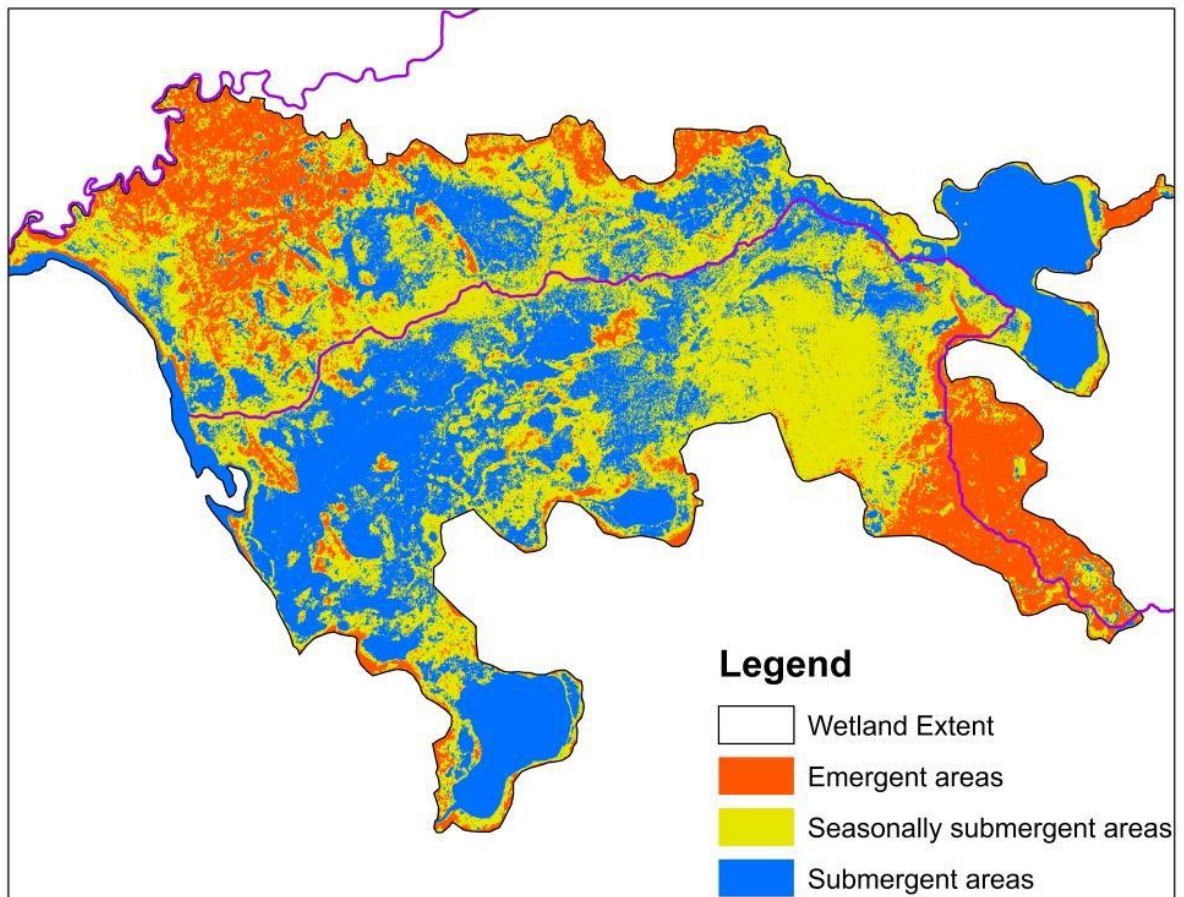 Legend
Wetland Extent
Emergent areas
Seasonally submergent areas
Submergent areas